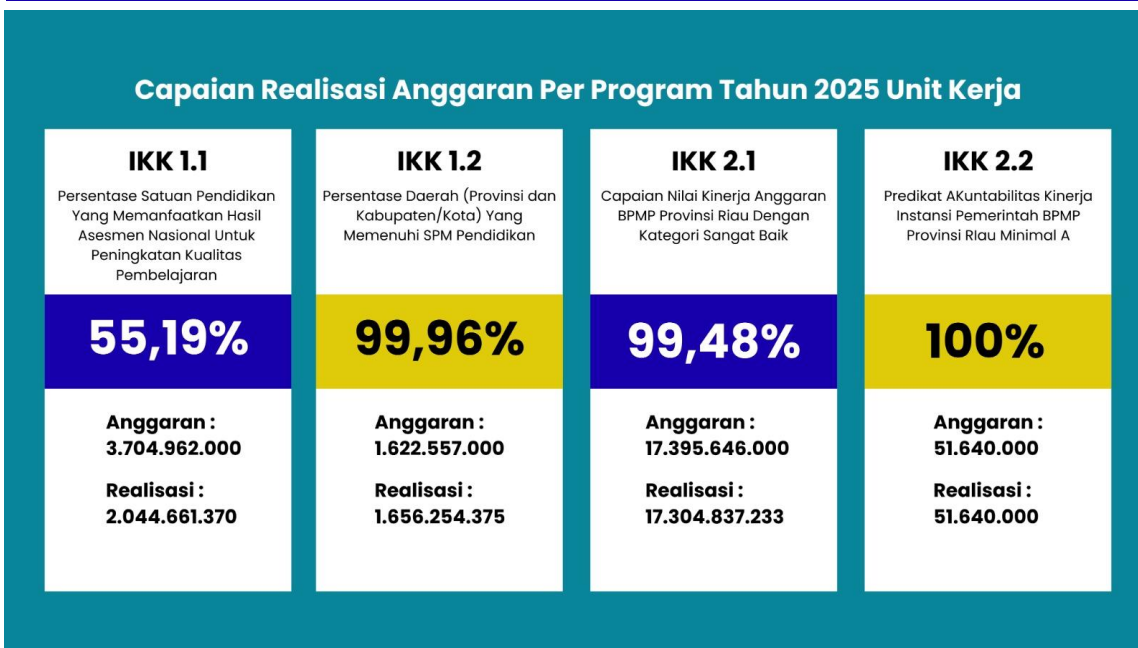 Capaian Realisasi Anggaran Per Program Tahun 2025 Unit Kerja
IKK 1.1
Persentase Satuan Pendidikan
Yang Memanfaatkan Hasil
Asesmen Nasional Untuk
Peningkatan Kualitas
Pembelajaran
55,19%
Anggaran :
3.704.962.000
Realisasi :
2.044.661.370
IKK 1.2
Persentase Daerah (Provinsi dan
Kabupaten/Kota) Yang
Memenuhi SPM Pendidikan
99,96%
Anggaran :
1.622.557.000
Realisasi :
1.656.254.375
IKK 2.1
Capaian Nilai Kinerja Anggaran
BPMP Provinsi Riau Dengan
Kategori Sangat Baik
99,48%
Anggaran :
17.395.646.000
Realisasi :
17.304.837.233
IKK 2.2
Predikat AKuntabilitas Kinerja
Instansi Pemerintah BPMP
Provinsi RIau Minimal A
100%
Anggaran :
51.640.000
Realisasi :
51.640.000